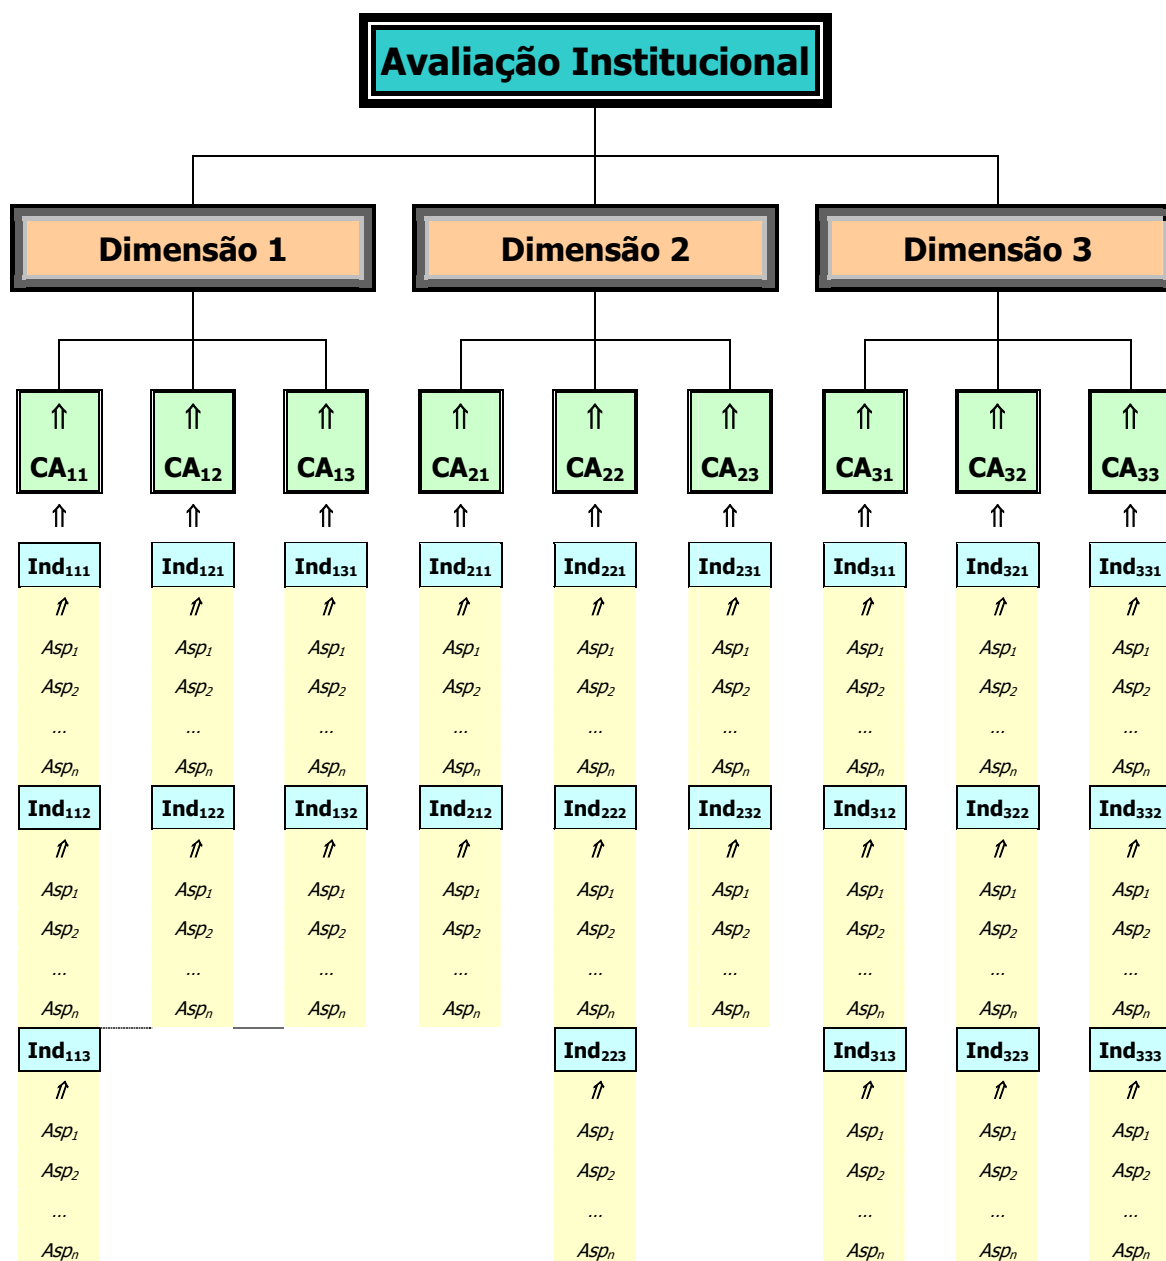 Avaliação Institucional
Dimensão 1 Dimensão 2 Dimensão 3
⇑ ⇑ ⇑ ⇑ ⇑ ⇑ ⇑ ⇑ ⇑
CA₁₁ CA₁₂ CA₁₃ CA₂₁ CA₂₂ CA₂₃ CA₃₁ CA₃₂ CA₃₃
⇑ ⇑ ⇑ ⇑ ⇑ ⇑ ⇑ ⇑ ⇑
Ind₁₁₁ Ind₁₂₁ Ind₁₃₁ Ind₂₁₁ Ind₂₂₁ Ind₂₃₁ Ind₃₁₁ Ind₃₂₁ Ind₃₃₁
⇑ ⇑ ⇑ ⇑ ⇑ ⇑ ⇑ ⇑ ⇑
Asp₁ Asp₁ Asp₁ Asp₁ Asp₁ Asp₁ Asp₁ Asp₁ Asp₁
Asp₂ Asp₂ Asp₂ Asp₂ Asp₂ Asp₂ Asp₂ Asp₂ Asp₂
... ... ... ... ... ... ... ... ...
Aspₙ Aspₙ Aspₙ Aspₙ Aspₙ Aspₙ Aspₙ Aspₙ Aspₙ
Ind₁₁₂ Ind₁₂₂ Ind₁₃₂ Ind₂₁₂ Ind₂₂₂ Ind₂₃₂ Ind₃₁₂ Ind₃₂₂ Ind₃₃₂
⇑ ⇑ ⇑ ⇑ ⇑ ⇑ ⇑ ⇑ ⇑
Asp₁ Asp₁ Asp₁ Asp₁ Asp₁ Asp₁ Asp₁ Asp₁ Asp₁
Asp₂ Asp₂ Asp₂ Asp₂ Asp₂ Asp₂ Asp₂ Asp₂ Asp₂
... ... ... ... ... ... ... ... ...
Aspₙ Aspₙ Aspₙ Aspₙ Aspₙ Aspₙ Aspₙ Aspₙ Aspₙ
Ind₁₁₃ Ind₂₂₃ Ind₃₁₃ Ind₃₂₃ Ind₃₃₃
⇑ ⇑ ⇑ ⇑ ⇑
Asp₁ Asp₁ Asp₁ Asp₁ Asp₁
Asp₂ Asp₂ Asp₂ Asp₂ Asp₂
... ... ... ... ...
Aspₙ Aspₙ Aspₙ Aspₙ Aspₙ